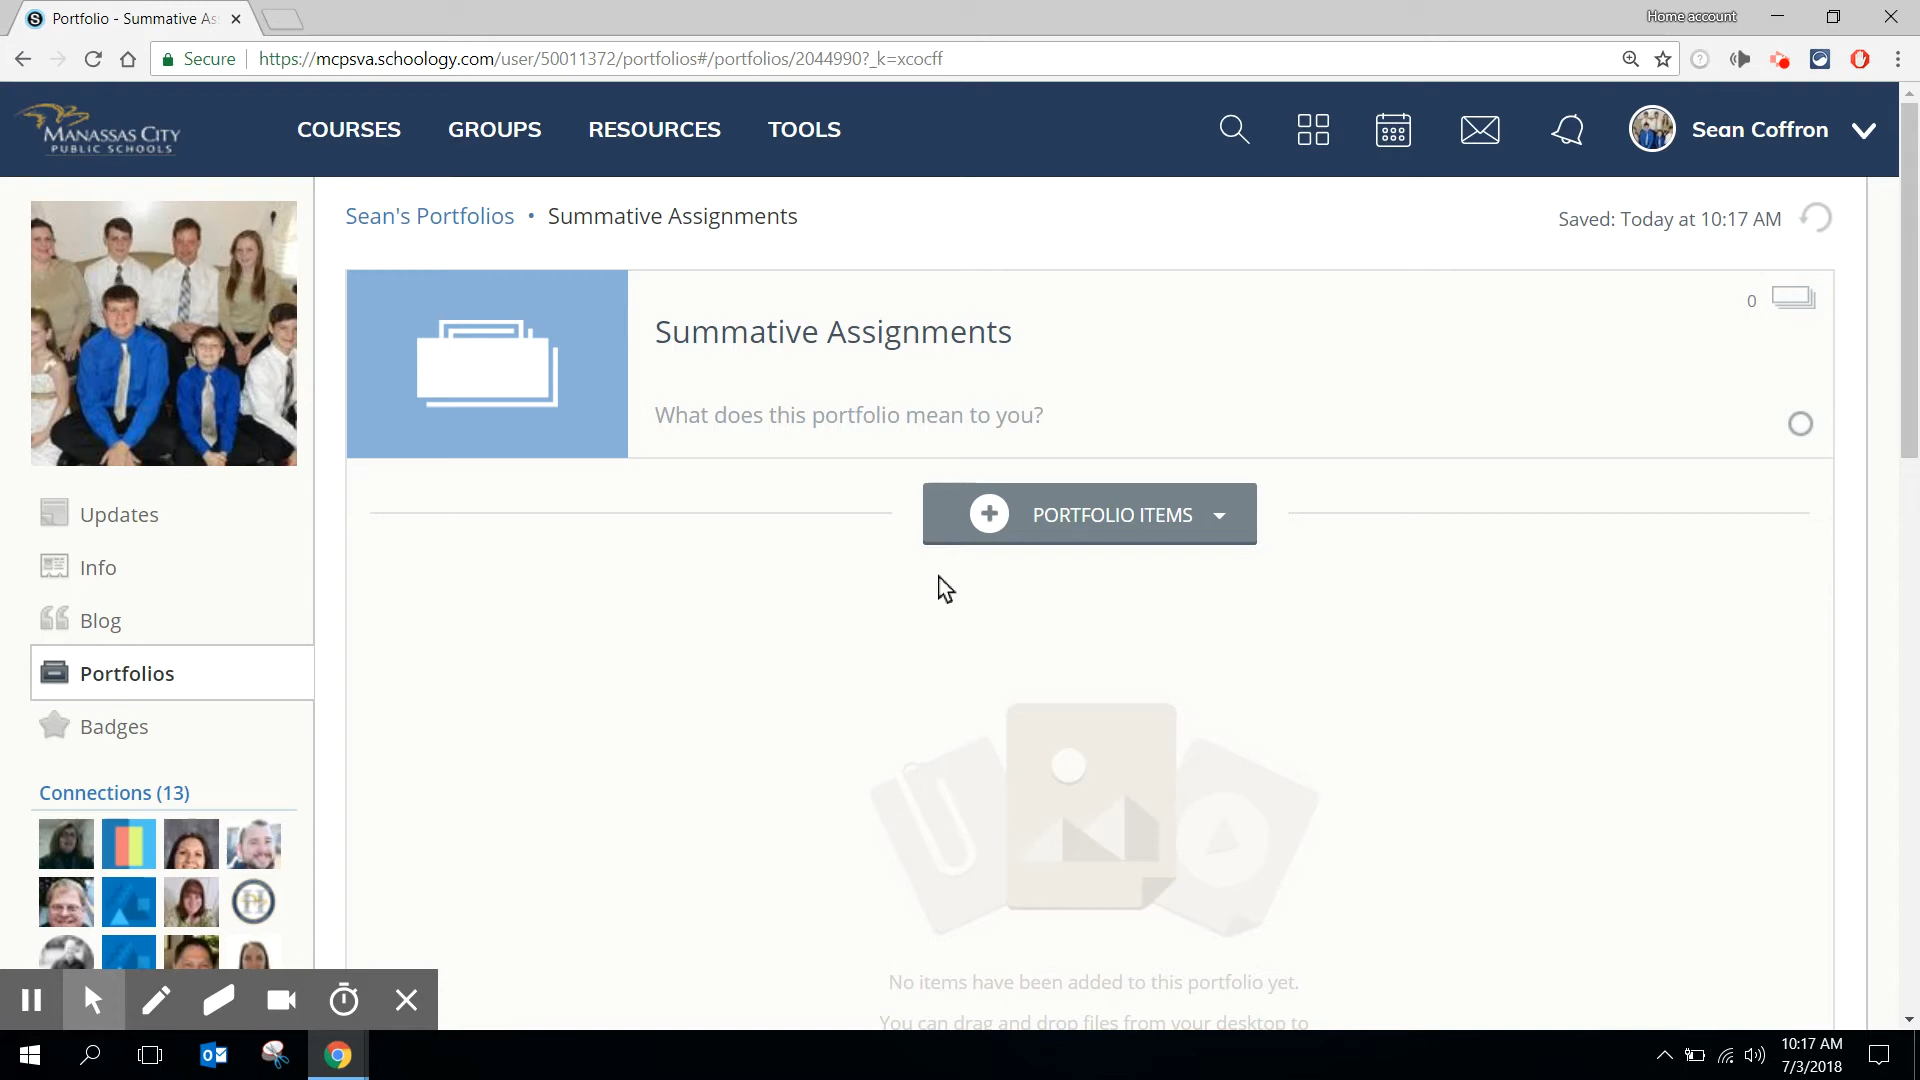 Portfolio - Summative As
Home account
Secure
https://mcpsva.schoology.com/user/50011372/portfolios#/portfolios/2044990?_k=xcocff
MANASSAS CITY
PUBLIC SCHOOLS
COURSES
GROUPS
RESOURCES
TOOLS
Sean Coffron
Sean's Portfolios • Summative Assignments
Saved: Today at 10:17 AM
0
Summative Assignments
What does this portfolio mean to you?
PORTFOLIO ITEMS
Updates
Info
Blog
Portfolios
Badges
Connections (13)
No items have been added to this portfolio yet.
You can drag and drop files from your desktop to
10:17 AM
7/3/2018